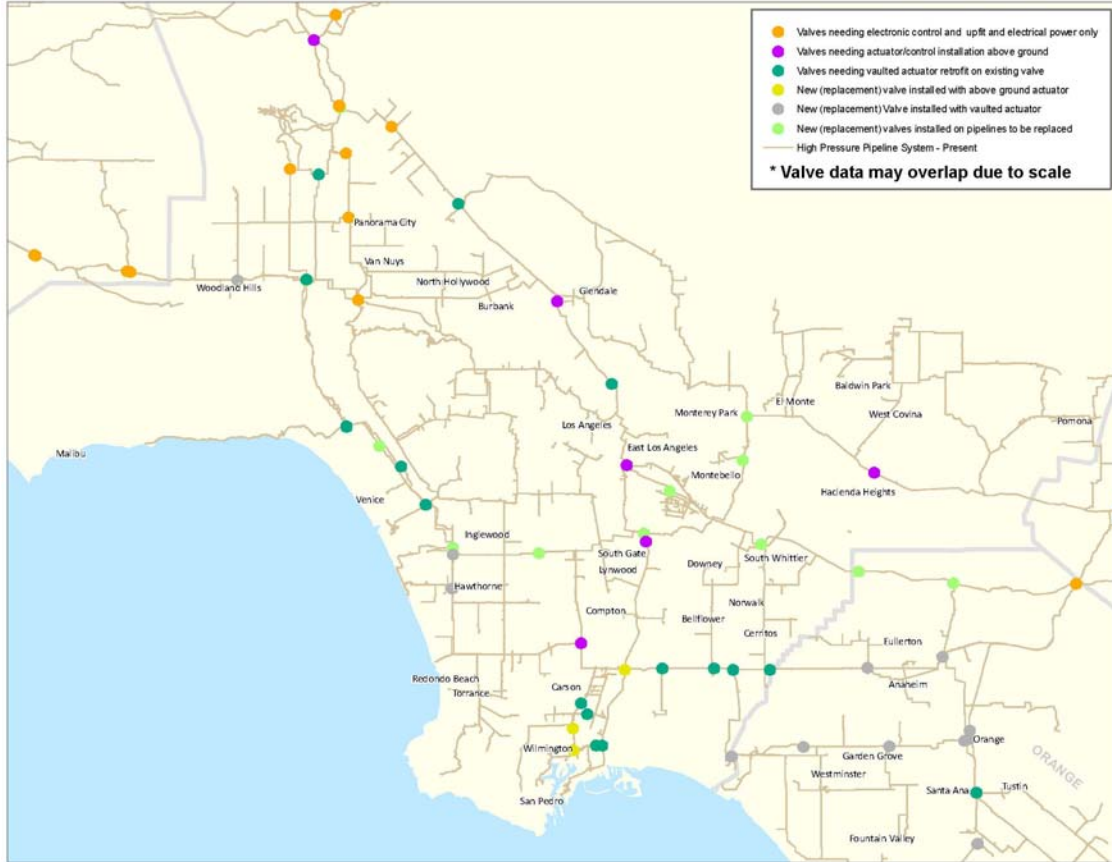 Valves needing electronic control and upfit and electrical power only
Valves needing actuator/control installation above ground
Valves needing vaulted actuator retrofit on existing valve
New (replacement) valve installed with above ground actuator
New (replacement) Valve installed with vaulted actuator
New (replacement) valves installed on pipelines to be replaced
High Pressure Pipeline System - Present
* Valve data may overlap due to scale
Panorama City
Van Nuys
North Hollywood
Woodland Hills
Glendale
Burbank
Baldwin Park
El Monte
West Covina
Monterey Park
Pomona
Los Angeles
East Los Angeles
Malibu
Montebello
Hacienda Heights
Venice
Inglewood
South Gate
Lynwood
South Whittier
Downey
Hawthorne
Norwalk
Compton
Bellflower
Cerritos
Fullerton
Redondo Beach
Torrance
Carson
Anaheim
Wilmington
Orange
Garden Grove
ORANGE
Westminster
San Pedro
Santa Ana
Tustin
Fountain Valley